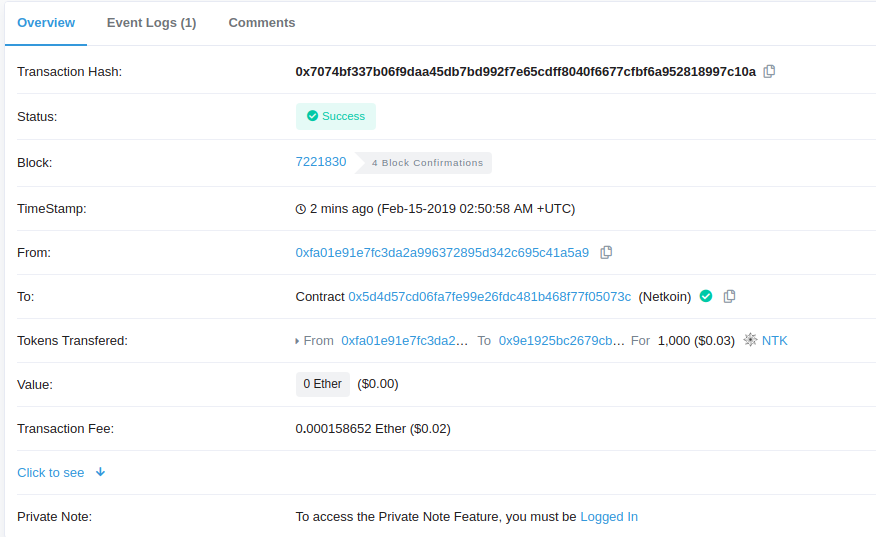 Overview Event Logs (1) Comments
Transaction Hash: 0x7074bf337b06f9daa45db7bd992f7e65cdff8040f6677cfbf6a952818997c10a
Status: Success
Block: 7221830 4 Block Confirmations
TimeStamp: 2 mins ago (Feb-15-2019 02:50:58 AM +UTC)
From: 0xfa01e91e7fc3da2a996372895d342c695c41a5a9
To: Contract 0x5d4d57cd06fa7fe99e26fdc481b468f77f05073c (Netkoin)
Tokens Transfered: From 0xfa01e91e7fc3da2... To 0x9e1925bc2679cb... For 1,000 ($0.03) NTK
Value: 0 Ether ($0.00)
Transaction Fee: 0.000158652 Ether ($0.02)
Click to see
Private Note: To access the Private Note Feature, you must be Logged In